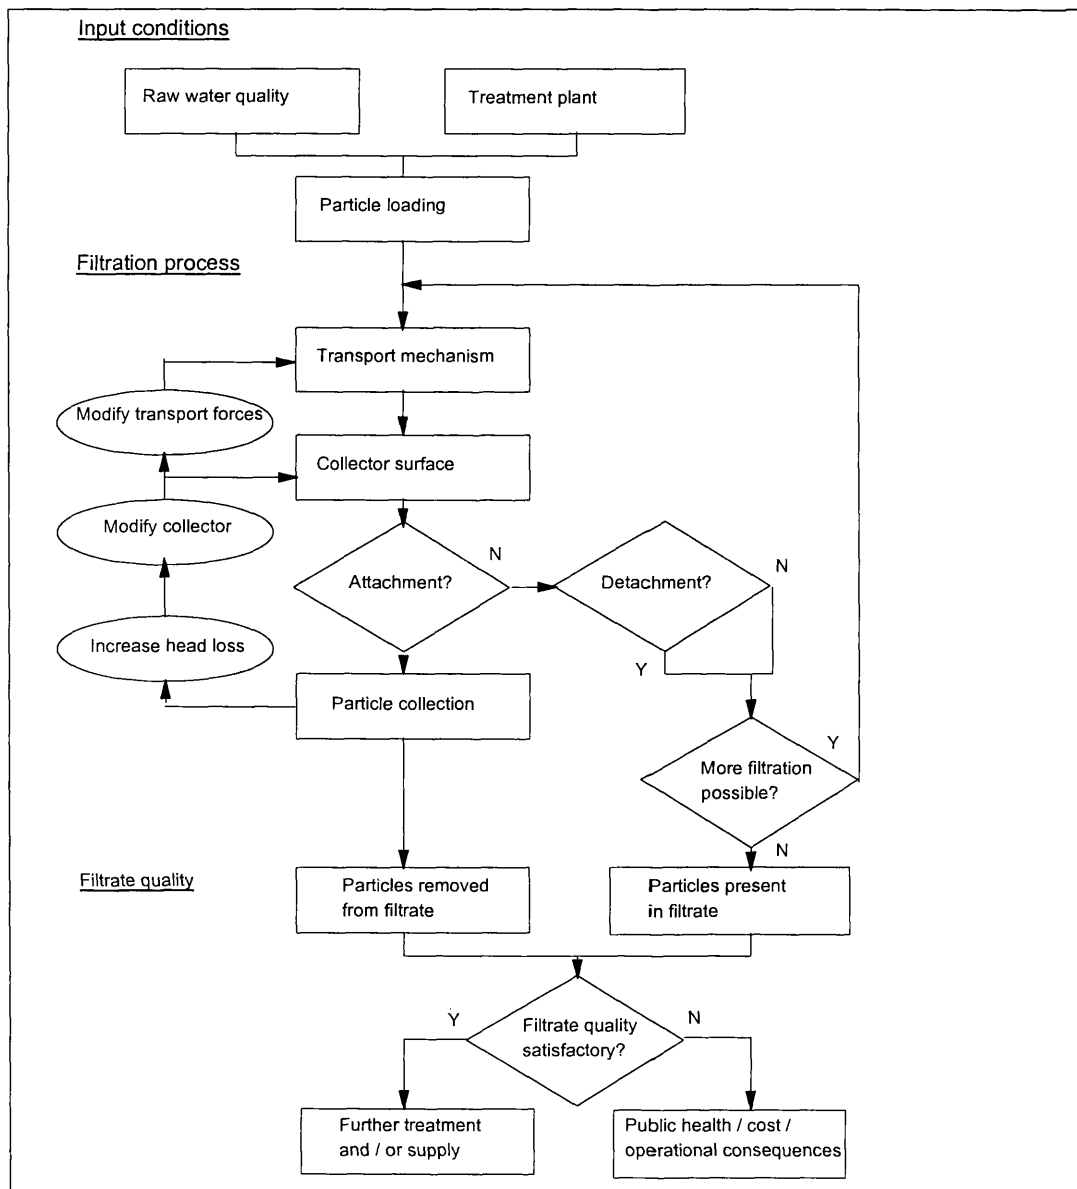 Input conditions
Raw water quality
Treatment plant
Particle loading
Filtration process
Transport mechanism
Modify transport forces
Collector surface
Modify collector
N
Attachment?
Detachment?
N
Increase head loss
Y
Particle collection
Y
More filtration
possible?
N
Filtrate quality
Particles removed
from filtrate
Particles present
in filtrate
Y
N
Filtrate quality
satisfactory?
Further treatment
and / or supply
Public health / cost /
operational consequences